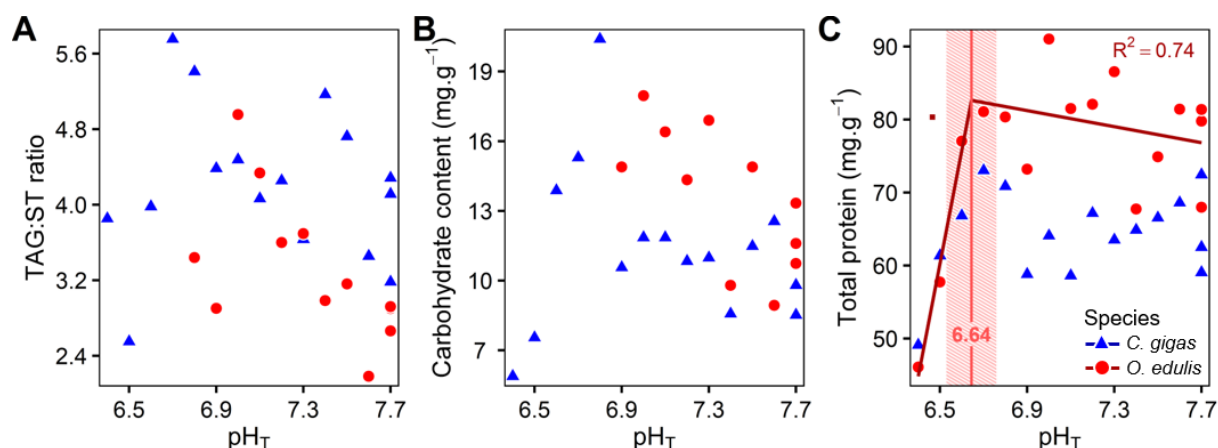 A
TAG:ST ratio
5.6
4.8
4.0
3.2
2.4
6.5 6.9 7.3 7.7
pH_T
B
Carbohydrate content (mg.g⁻¹)
19
16
13
10
7
6.5 6.9 7.3 7.7
pH_T
C
Total protein (mg.g⁻¹)
90
80
70
60
50
R² = 0.74
6.64
Species
C. gigas
O. edulis
6.5 6.9 7.3 7.7
pH_T